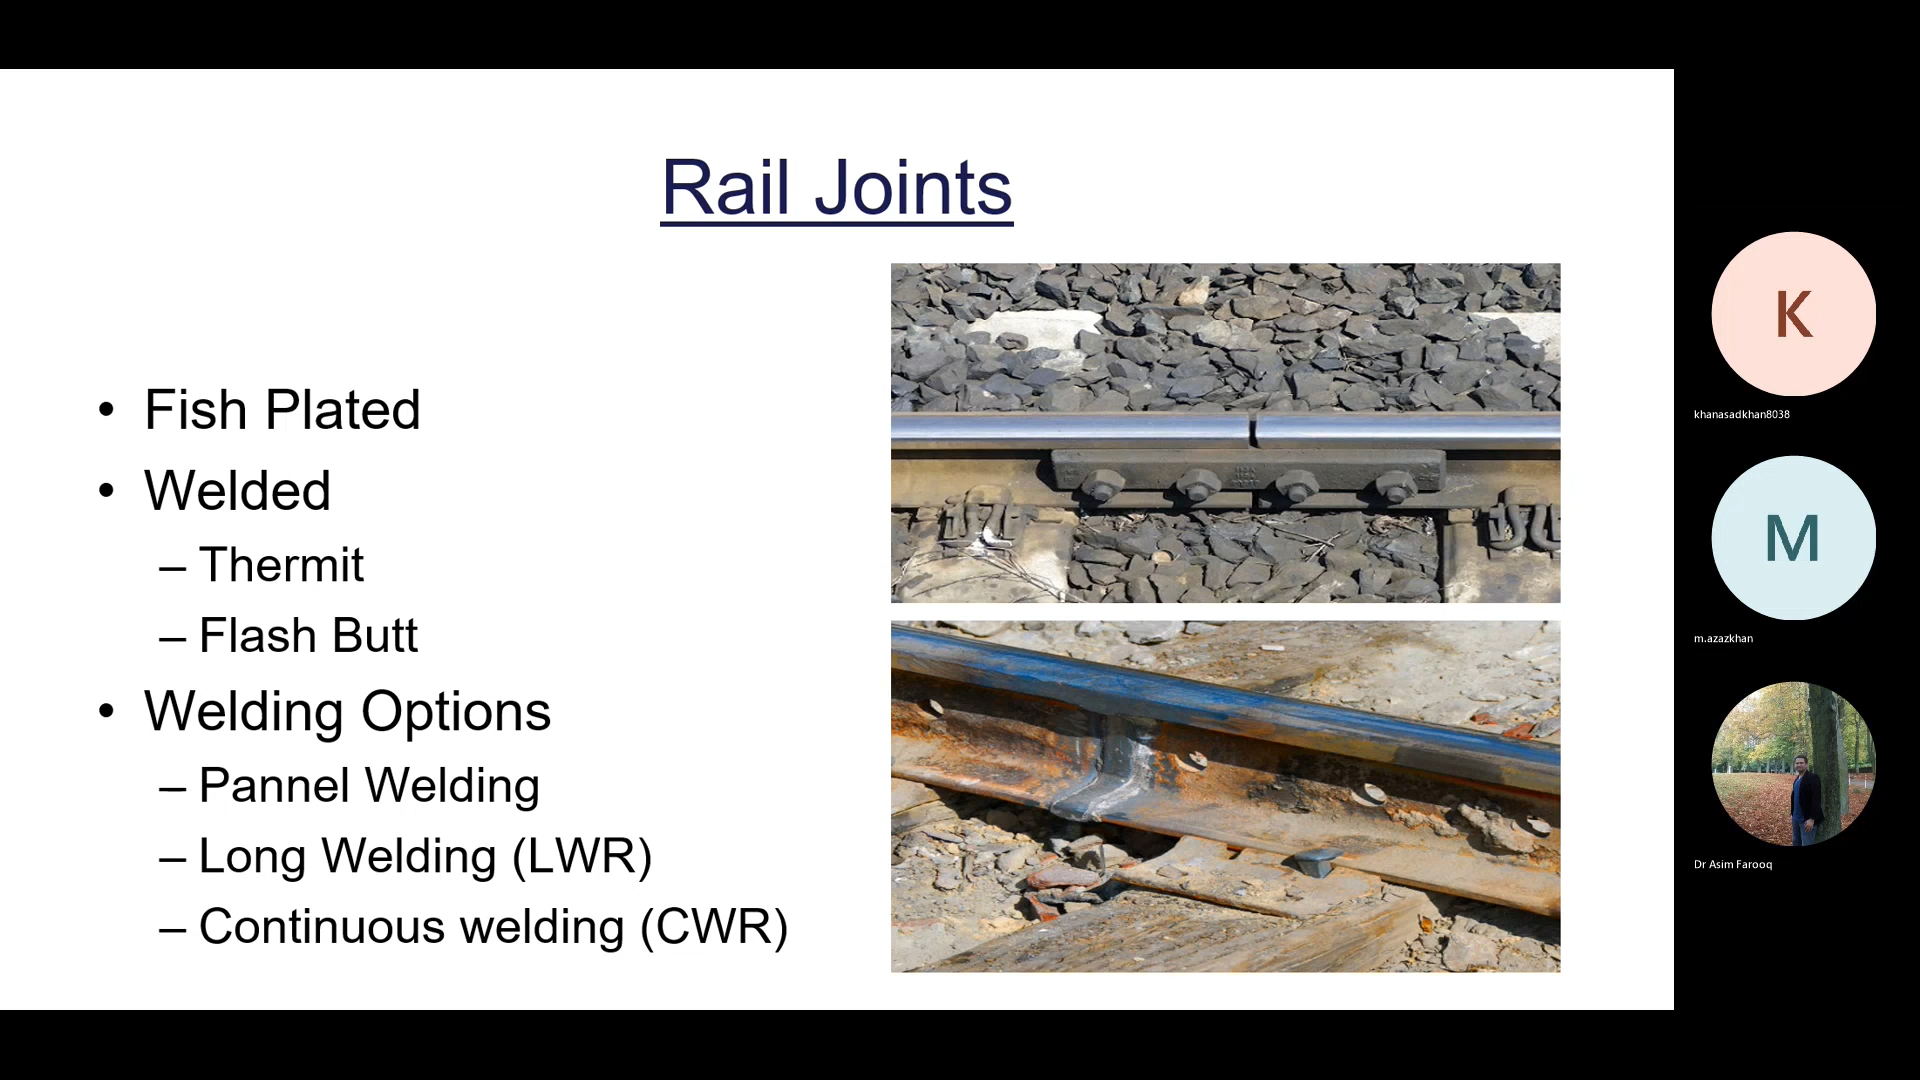 Rail Joints
• Fish Plated
• Welded
– Thermit
– Flash Butt
• Welding Options
– Pannel Welding
– Long Welding (LWR)
– Continuous welding (CWR)
K
khanasadkhan8038
M
m.azazkhan
Dr Asim Farooq